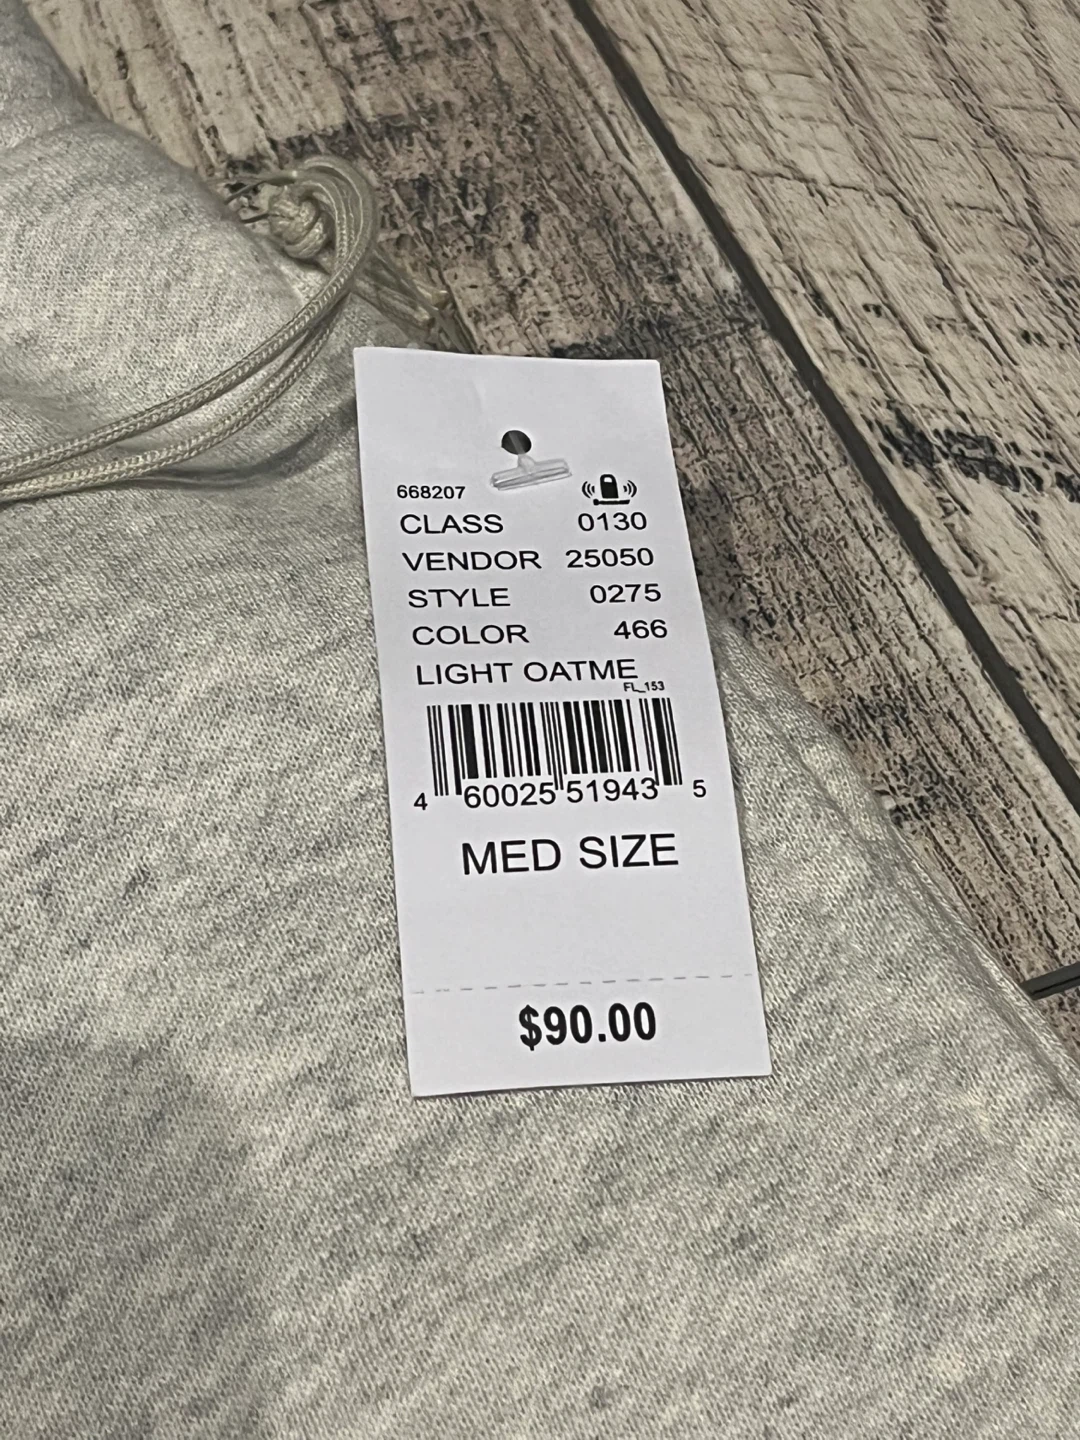 668207
CLASS 0130
VENDOR 25050
STYLE 0275
COLOR 466
LIGHT OATME
FL_153
4 60025 51943 5
MED SIZE
$90.00